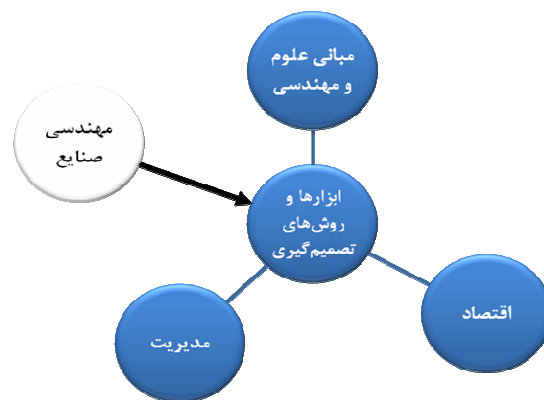 مبانی علوم
و مهندسی
مهندسی
صنایع
ابزارها و
روش‌های
تصمیم‌گیری
اقتصاد
مدیریت